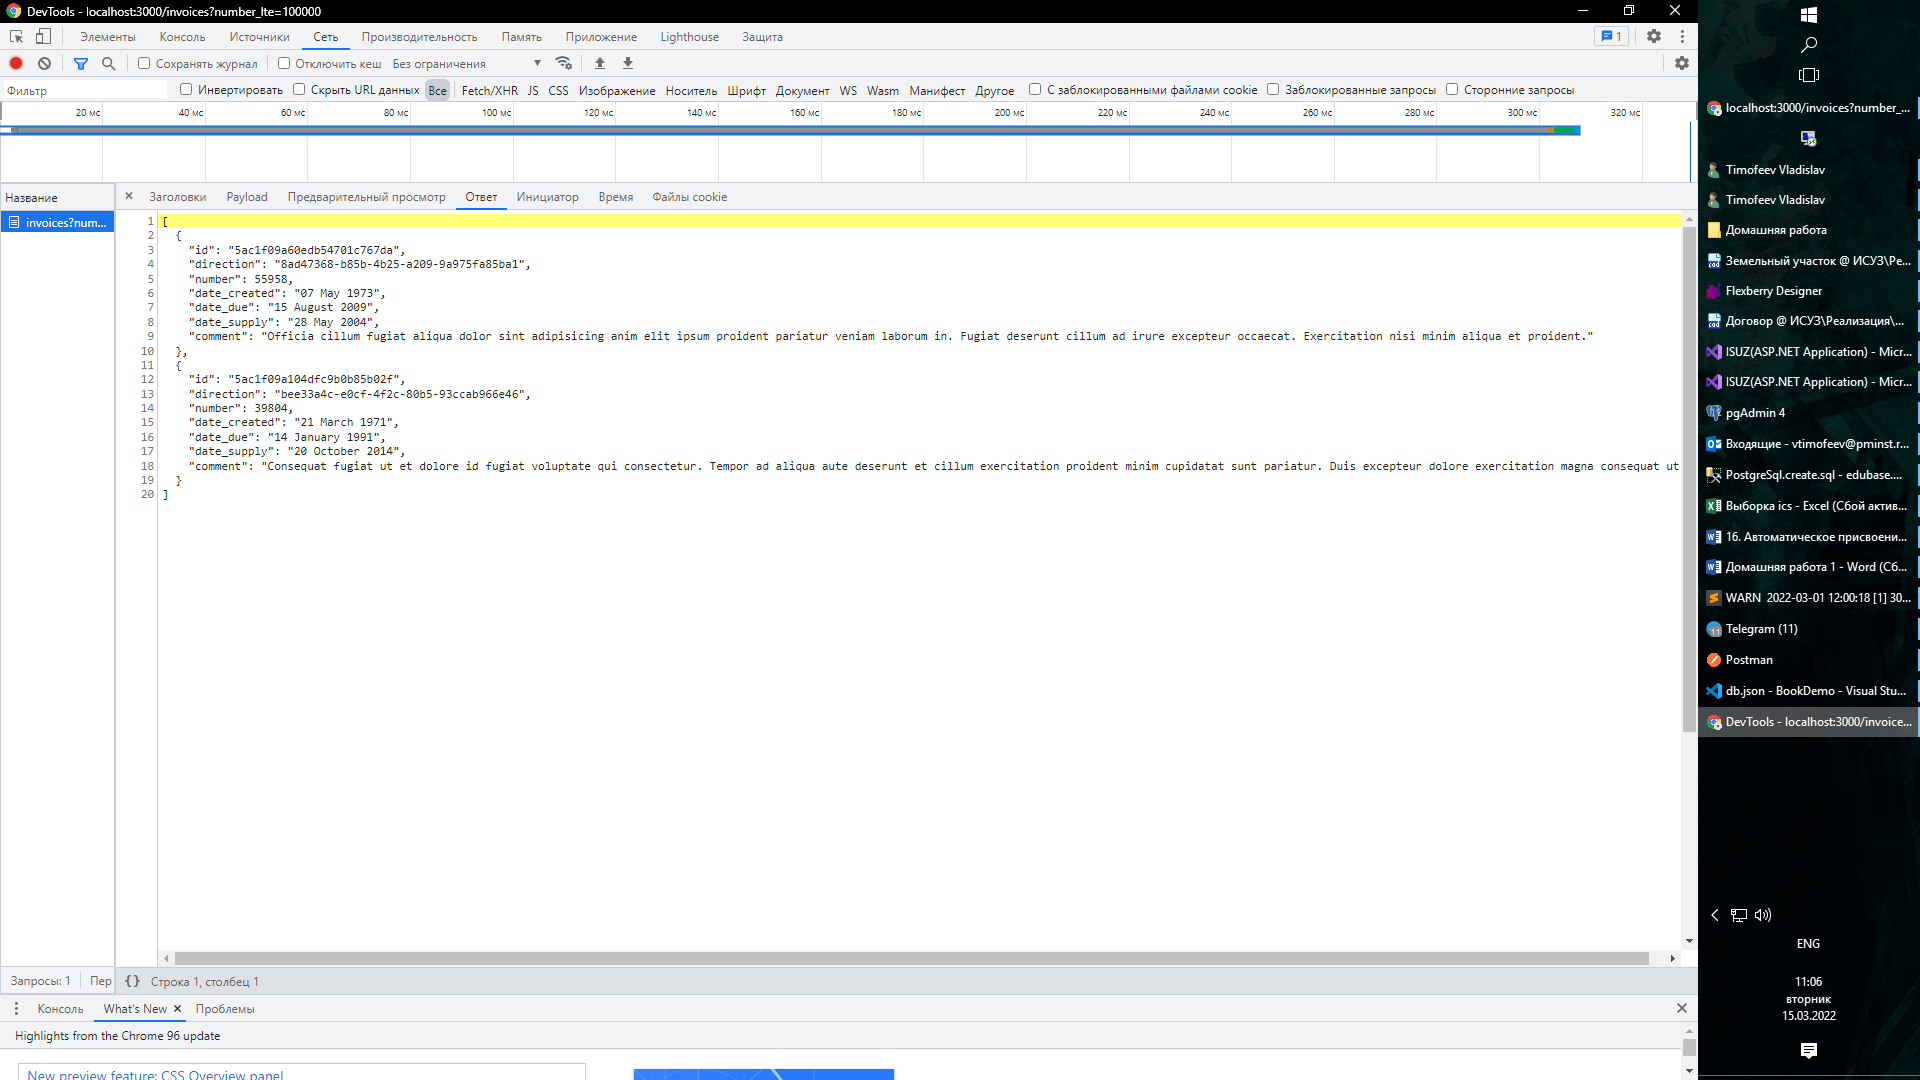 DevTools - localhost:3000/invoices?number_lte=100000
Элементы Консоль Источники Сеть Производительность Память Приложение Lighthouse Защита 1
Сохранять журнал Отключить кеш Без ограничения
Фильтр Инвертировать Скрыть URL данных Все Fetch/XHR JS CSS Изображение Носитель Шрифт Документ WS Wasm Манифест Другое С заблокированными файлами cookie Заблокированные запросы Сторонние запросы
20 мс 40 мс 60 мс 80 мс 100 мс 120 мс 140 мс 160 мс 180 мс 200 мс 220 мс 240 мс 260 мс 280 мс 300 мс 320 мс
Название
invoices?num...
Заголовки Payload Предварительный просмотр Ответ Инициатор Время Файлы cookie
1 [
2 {
3 "id": "5ac1f09a60edb54701c767da",
4 "direction": "8ad47368-b85b-4b25-a209-9a975fa85ba1",
5 "number": 55958,
6 "date_created": "07 May 1973",
7 "date_due": "15 August 2009",
8 "date_supply": "28 May 2004",
9 "comment": "Officia cillum fugiat aliqua dolor sint adipisicing anim elit ipsum proident pariatur veniam laborum in. Fugiat deserunt cillum ad irure excepteur occaecat. Exercitation nisi minim aliqua et proident."
10 },
11 {
12 "id": "5ac1f09a104dfc9b0b85b02f",
13 "direction": "bee33a4c-e0cf-4f2c-80b5-93ccab966e46",
14 "number": 39804,
15 "date_created": "21 March 1971",
16 "date_due": "14 January 1991",
17 "date_supply": "20 October 2014",
18 "comment": "Consequat fugiat ut et dolore id fugiat voluptate qui consectetur. Tempor ad aliqua aute deserunt et cillum exercitation proident minim cupidatat sunt pariatur. Duis excepteur dolore exercitation magna consequat ut
19 }
20 ]
Запросы: 1 Пер {} Строка 1, столбец 1
Консоль What's New Проблемы
Highlights from the Chrome 96 update
New preview feature: CSS Overview panel
localhost:3000/invoices?number_...
Timofeev Vladislav
Timofeev Vladislav
Домашняя работа
Земельный участок @ ИСУЗ\Ре...
Flexberry Designer
Договор @ ИСУЗ\Реализация\...
ISUZ(ASP.NET Application) - Micr...
ISUZ(ASP.NET Application) - Micr...
pgAdmin 4
Входящие - vtimofeev@pminst.r...
PostgreSql.create.sql - edubase....
Выборка ics - Excel (Сбой актив...
16. Автоматическое присвоени...
Домашняя работа 1 - Word (Сб...
WARN 2022-03-01 12:00:18 [1] 30...
Telegram (11)
Postman
db.json - BookDemo - Visual Stu...
DevTools - localhost:3000/invoice...
ENG
11:06
вторник
15.03.2022